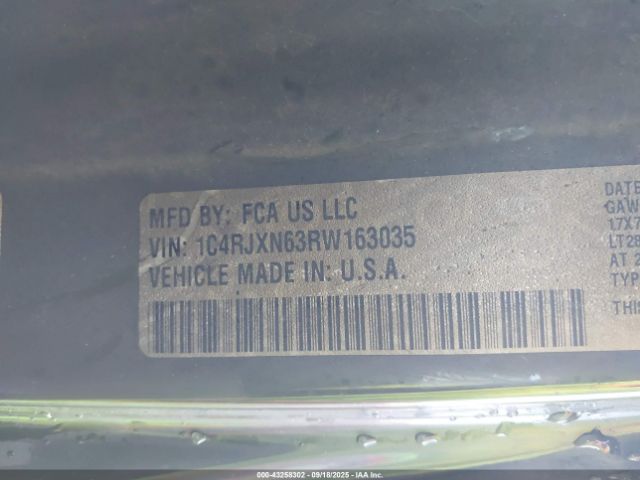 MFD BY: FCA US LLC
VIN: 1C4RJXN63RW163035
VEHICLE MADE IN: U.S.A.
DATE
GAW
17X7
LT28
AT 2
TYP
THIS
000-43258302 - 09/18/2025 - IAA Inc.